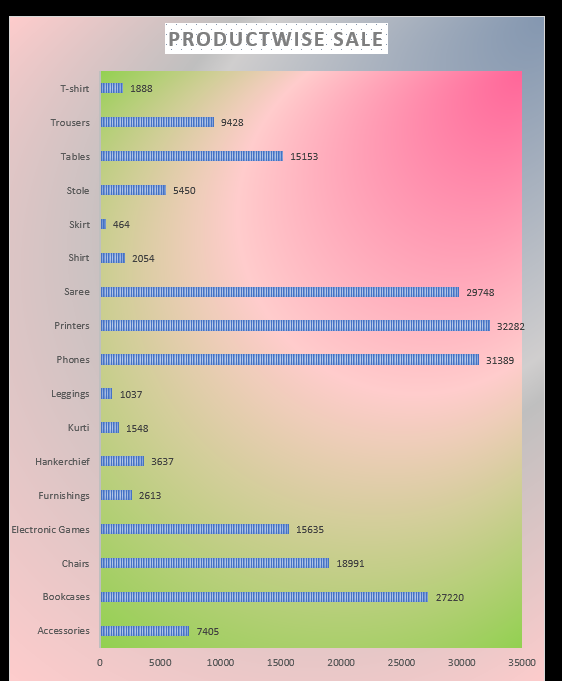 PRODUCTWISE SALE
T-shirt 1888
Trousers 9428
Tables 15153
Stole 5450
Skirt 464
Shirt 2054
Saree 29748
Printers 32282
Phones 31389
Leggings 1037
Kurti 1548
Hankerchief 3637
Furnishings 2613
Electronic Games 15635
Chairs 18991
Bookcases 27220
Accessories 7405
0 5000 10000 15000 20000 25000 30000 35000